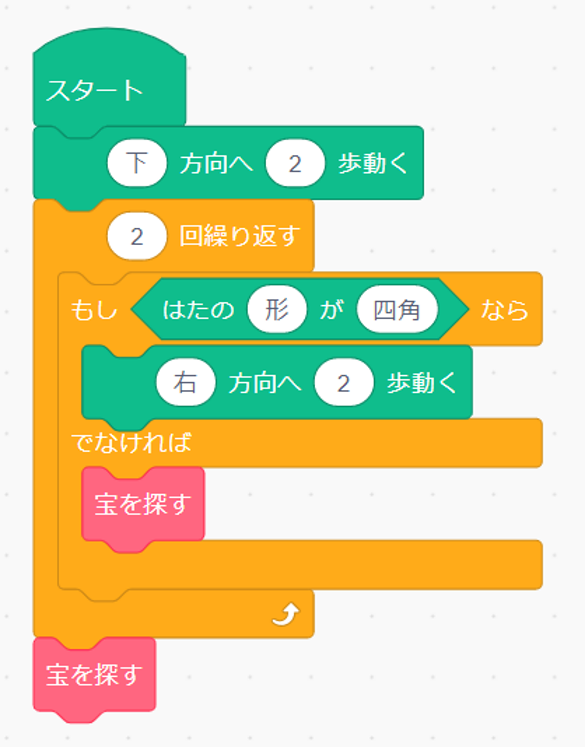 スタート
下 方向へ 2 歩動く
2 回繰り返す
もし はたの 形 が 四角 なら
右 方向へ 2 歩動く
でなければ
宝を探す
宝を探す